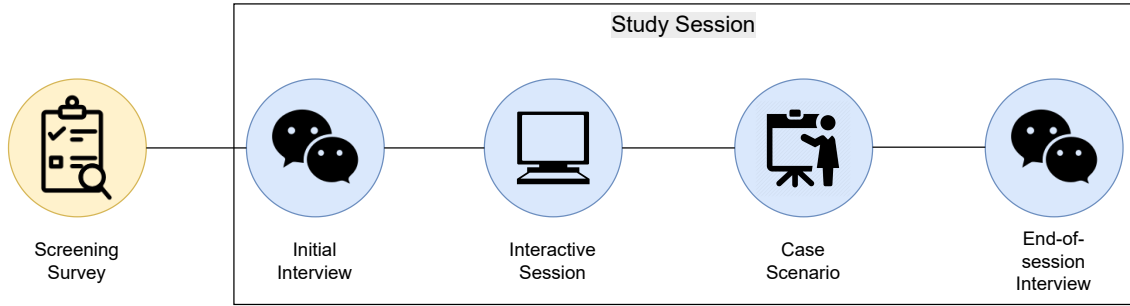 Study Session
Screening
Survey
Initial
Interview
Interactive
Session
Case
Scenario
End-of-
session
Interview